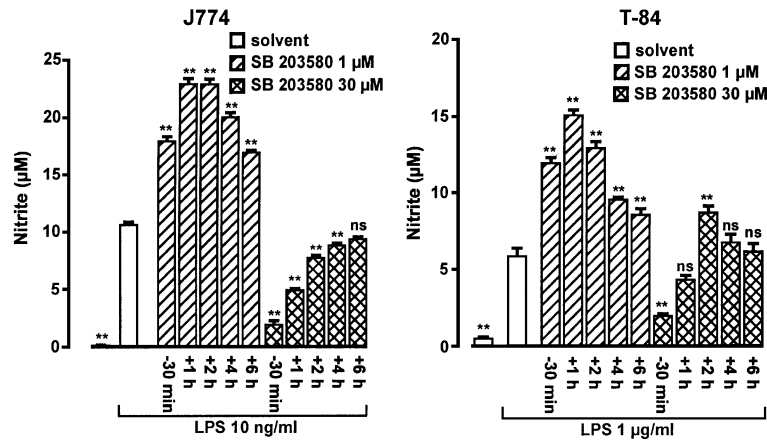 J774
solvent
SB 203580 1 µM
SB 203580 30 µM
Nitrite (µM)
25
20
15
10
5
0
**
**
**
**
**
**
**
**
**
**
ns
-30 min
+1 h
+2 h
+4 h
+6 h
-30 min
+1 h
+2 h
+4 h
+6 h
LPS 10 ng/ml
T-84
solvent
SB 203580 1 µM
SB 203580 30 µM
Nitrite (µM)
20
15
10
5
0
**
**
**
**
**
**
**
ns
**
ns
ns
-30 min
+1 h
+2 h
+4 h
+6 h
-30 min
+1 h
+2 h
+4 h
+6 h
LPS 1 µg/ml